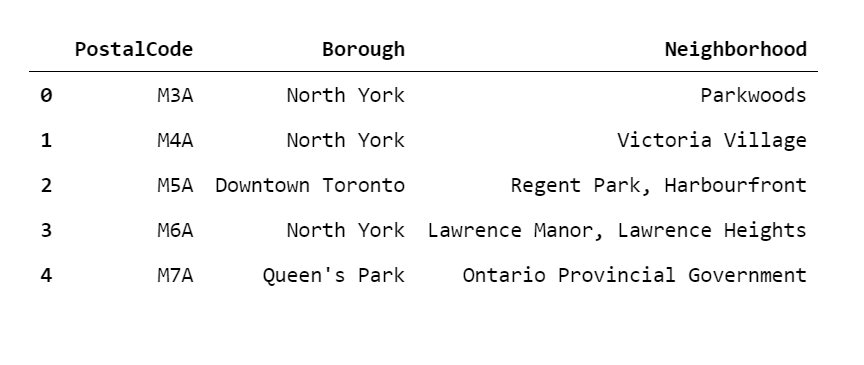 PostalCode Borough Neighborhood
0 M3A North York Parkwoods
1 M4A North York Victoria Village
2 M5A Downtown Toronto Regent Park, Harbourfront
3 M6A North York Lawrence Manor, Lawrence Heights
4 M7A Queen's Park Ontario Provincial Government